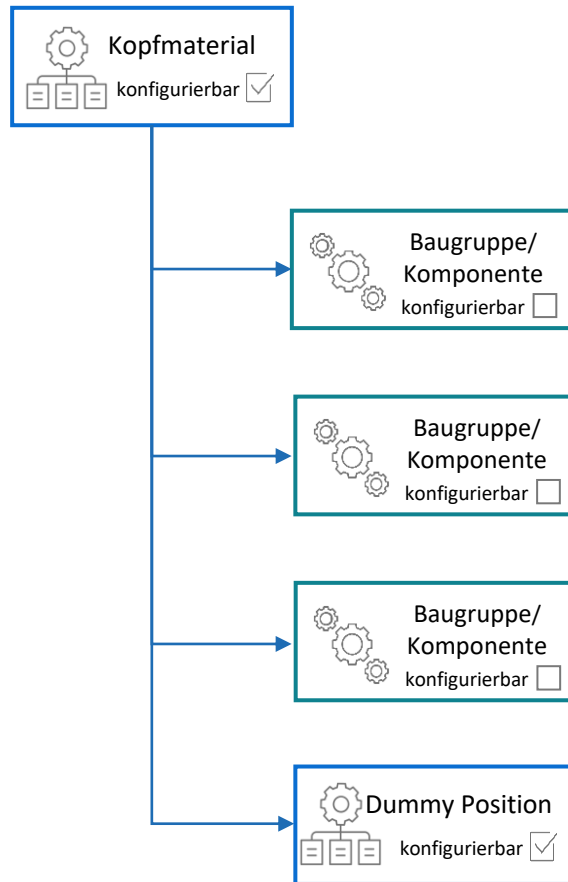 Kopfmaterial
konfigurierbar
Baugruppe/
Komponente
konfigurierbar
Baugruppe/
Komponente
konfigurierbar
Baugruppe/
Komponente
konfigurierbar
Dummy Position
konfigurierbar